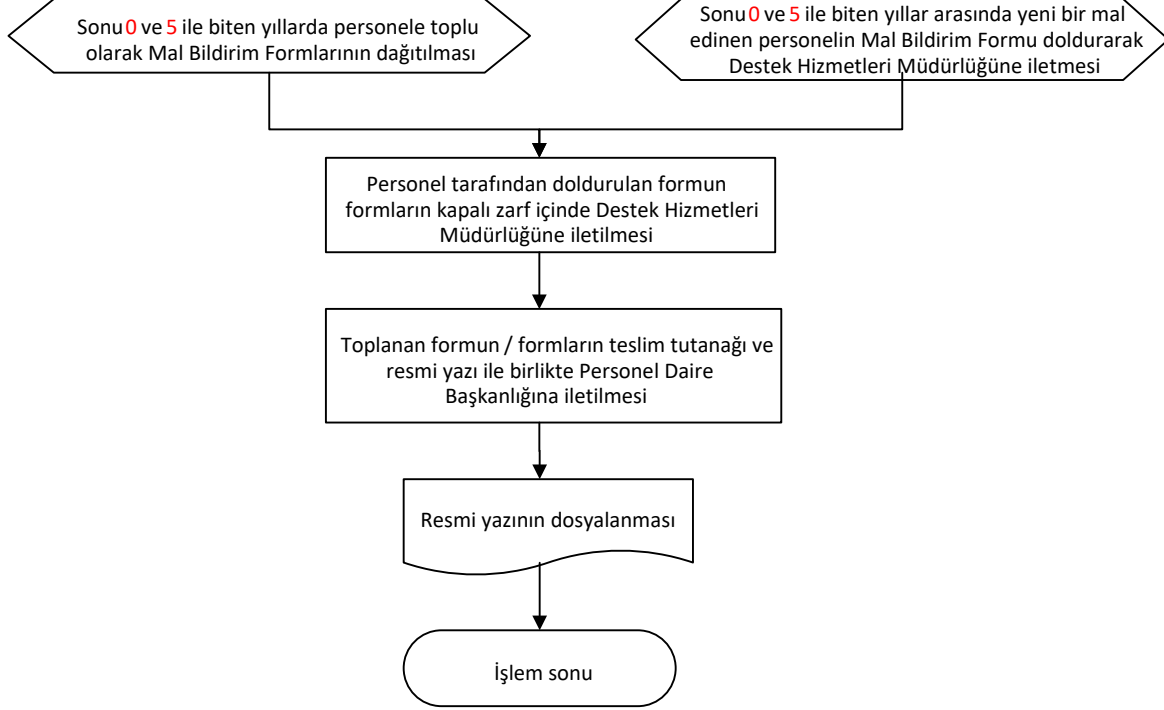 Sonu 0 ve 5 ile biten yıllarda personele toplu
olarak Mal Bildirim Formlarının dağıtılması
Sonu 0 ve 5 ile biten yıllar arasında yeni bir mal
edinen personelin Mal Bildirim Formu doldurarak
Destek Hizmetleri Müdürlüğüne iletmesi
Personel tarafından doldurulan formun
formların kapalı zarf içinde Destek Hizmetleri
Müdürlüğüne iletilmesi
Toplanan formun / formların teslim tutanağı ve
resmi yazı ile birlikte Personel Daire
Başkanlığına iletilmesi
Resmi yazının dosyalanması
İşlem sonu